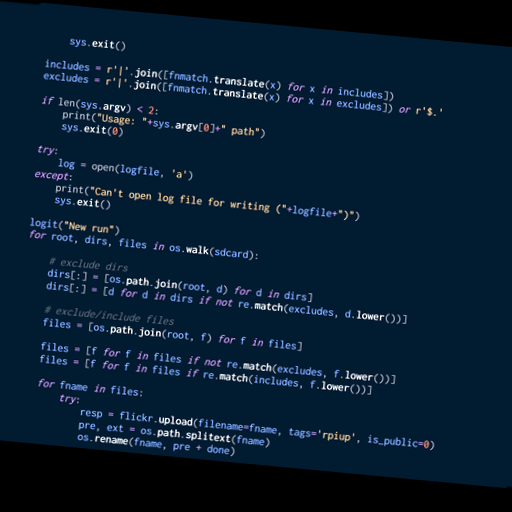 sys.exit()
includes = r'|'.join([fnmatch.translate(x) for x in includes])
excludes = r'|'.join([fnmatch.translate(x) for x in excludes]) or r'$.'
if len(sys.argv) < 2:
print("Usage: "+sys.argv[0]+" path")
sys.exit(0)
try:
log = open(logfile, 'a')
except:
print("Can't open log file for writing ("+logfile+")")
sys.exit()
logit("New run")
for root, dirs, files in os.walk(sdcard):
# exclude dirs
dirs[:] = [os.path.join(root, d) for d in dirs]
dirs[:] = [d for d in dirs if not re.match(excludes, d.lower())]
# exclude/include files
files = [os.path.join(root, f) for f in files]
files = [f for f in files if not re.match(excludes, f.lower())]
files = [f for f in files if re.match(includes, f.lower())]
for fname in files:
try:
resp = flickr.upload(filename=fname, tags='rpiup', is_public=0)
pre, ext = os.path.splitext(fname)
os.rename(fname, pre + done)